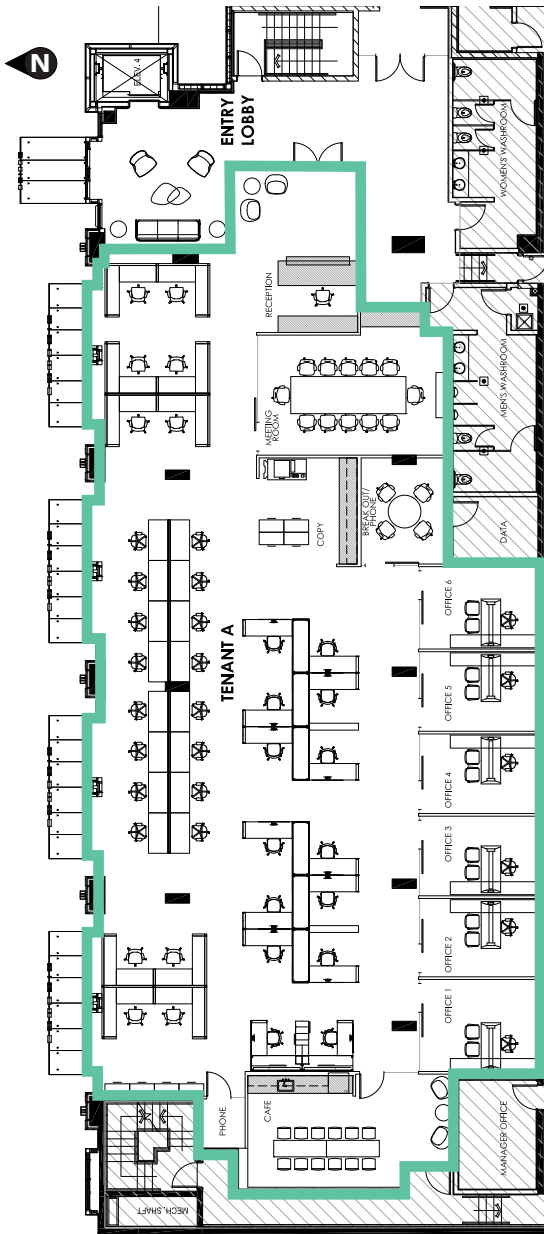 N
ELEV. 4
ENTRY
LOBBY
WOMEN'S WASHROOM
RECEPTION
MEETING
ROOM
MEN'S WASHROOM
COPY
BREAK OUT/
PHONE
DATA
TENANT A
OFFICE 6
OFFICE 5
OFFICE 4
OFFICE 3
OFFICE 2
OFFICE 1
PHONE
CAFE
MANAGER OFFICE
MECH. SHAFT